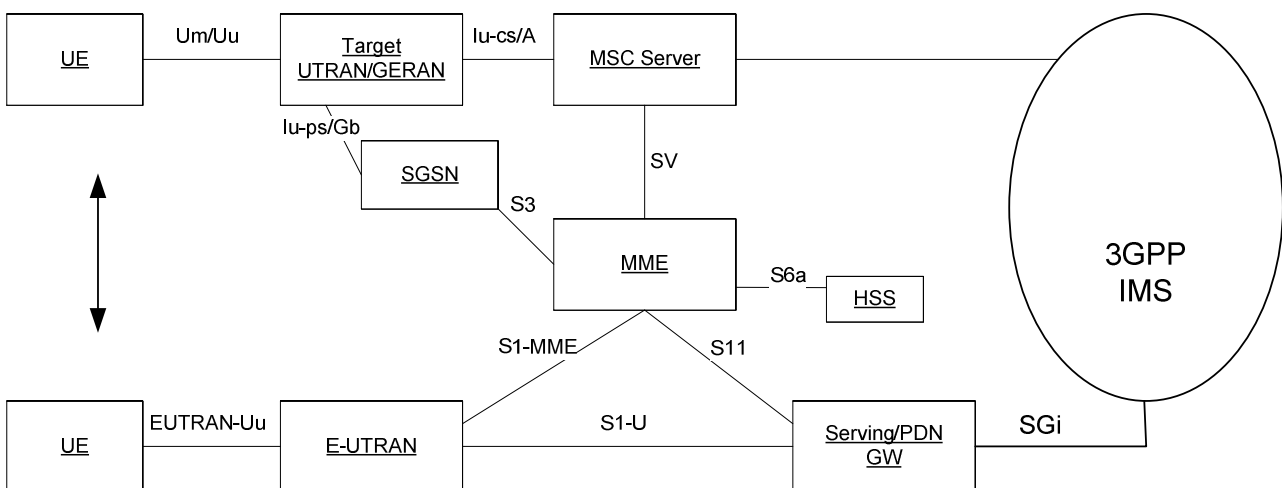 Um/Uu
Iu-cs/A
UE
Target
UTRAN/GERAN
MSC Server
Iu-ps/Gb
SGSN
SV
S3
MME
S6a
HSS
3GPP
IMS
S1-MME
S11
EUTRAN-Uu
S1-U
UE
E-UTRAN
Serving/PDN
GW
SGi